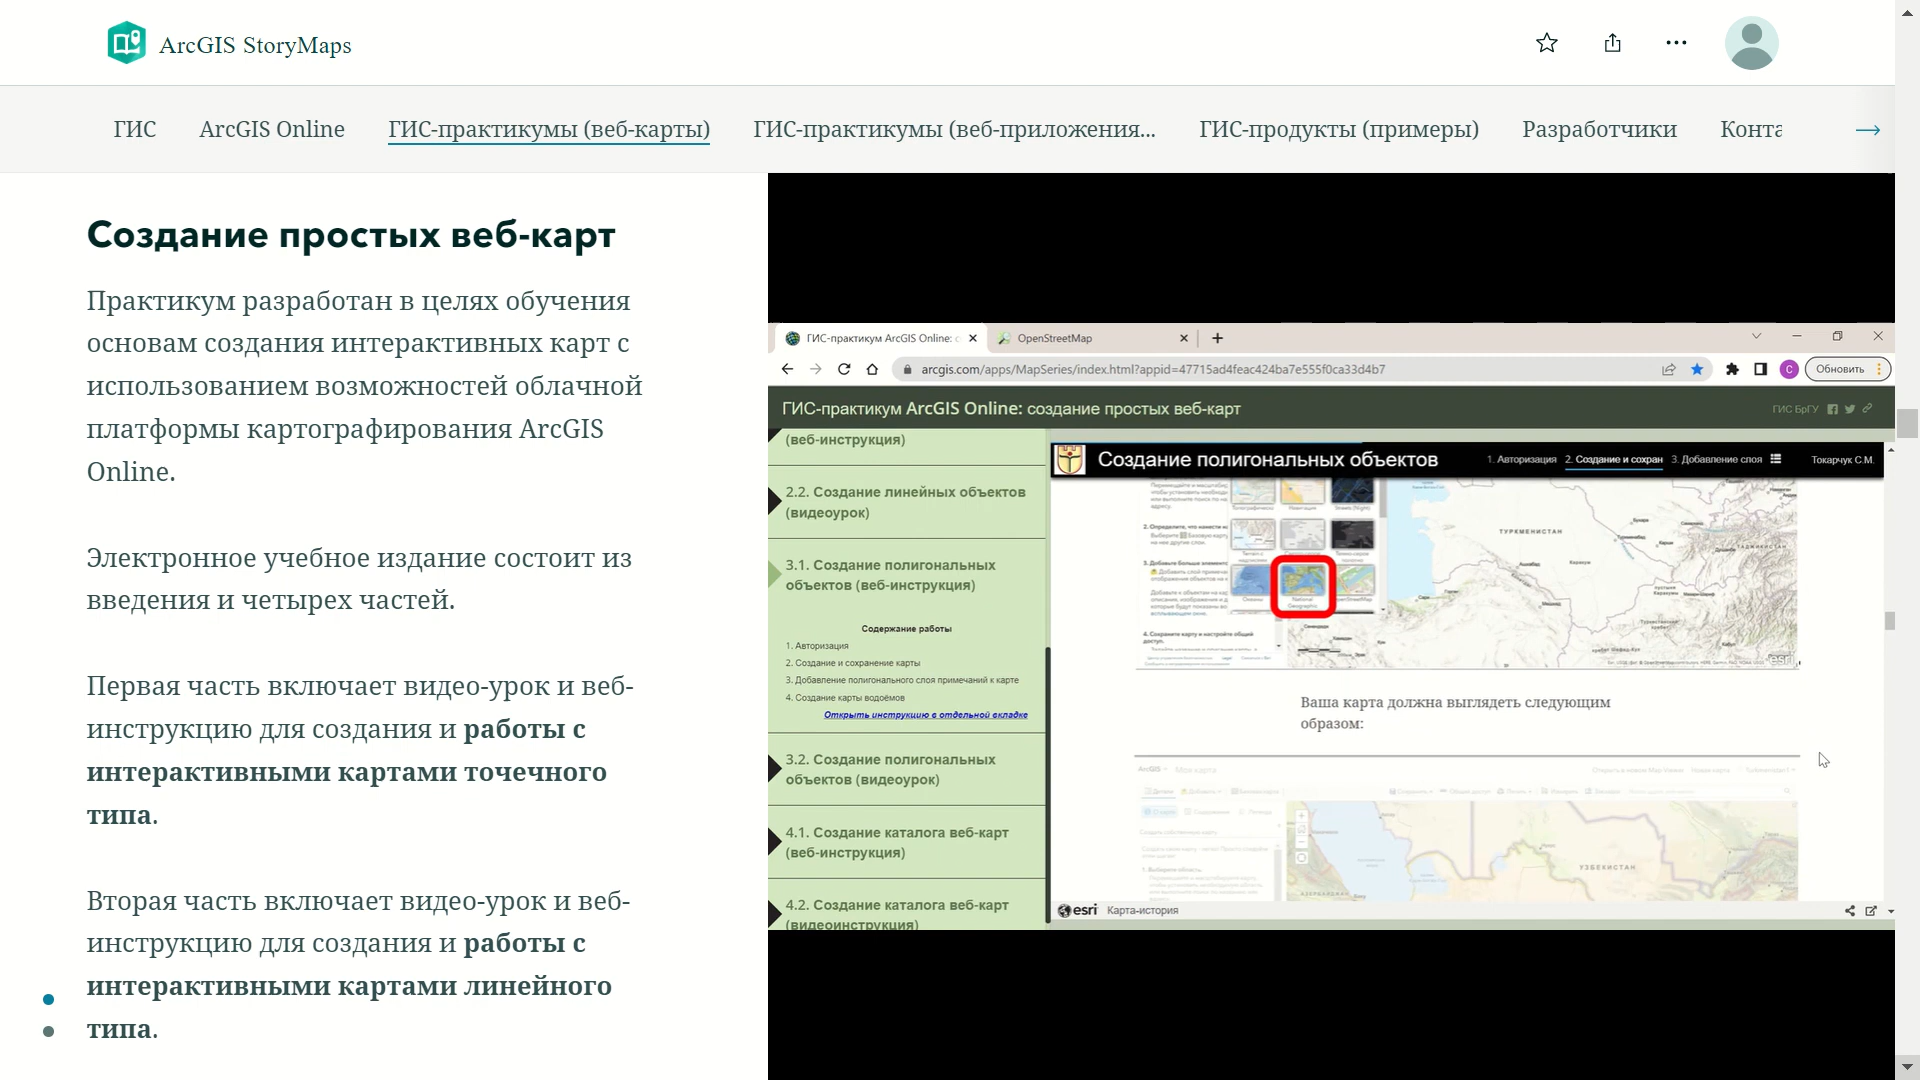 ArcGIS StoryMaps
ГИС
ArcGIS Online
ГИС-практикумы (веб-карты)
ГИС-практикумы (веб-приложения...
ГИС-продукты (примеры)
Разработчики
Конта
Создание простых веб-карт
Практикум разработан в целях обучения
основам создания интерактивных карт с
использованием возможностей облачной
платформы картографирования ArcGIS
Online.
Электронное учебное издание состоит из
введения и четырех частей.
Первая часть включает видео-урок и веб-
инструкцию для создания и работы с
интерактивными картами точечного
типа.
Вторая часть включает видео-урок и веб-
инструкцию для создания и работы с
интерактивными картами линейного
типа.
ГИС-практикум ArcGIS Online: с
OpenStreetMap
arcgis.com/apps/MapSeries/index.html?appid=47715ad4feac424ba7e555f0ca33d4b7
С
Обновить
ГИС-практикум ArcGIS Online: создание простых веб-карт
ГИС БрГУ
(веб-инструкция)
2.2. Создание линейных объектов
(видеоурок)
3.1. Создание полигональных
объектов (веб-инструкция)
Содержание работы
1. Авторизация
2. Создание и сохранение карты
3. Добавление полигонального слоя примечаний к карте
4. Создание карты водоёмов
Открыть инструкцию в отдельной вкладке
3.2. Создание полигональных
объектов (видеоурок)
4.1. Создание каталога веб-карт
(веб-инструкция)
4.2. Создание каталога веб-карт
(видеоинструкция)
Создание полигональных объектов
1. Авторизация
2. Создание и сохран
3. Добавление слоя
Токарчук С.М.
ТУРКМЕНИСТАН
National
Geographic
esri
Ваша карта должна выглядеть следующим
образом:
ArcGIS
Моя карта
УЗБЕКИСТАН
esri
Карта-история